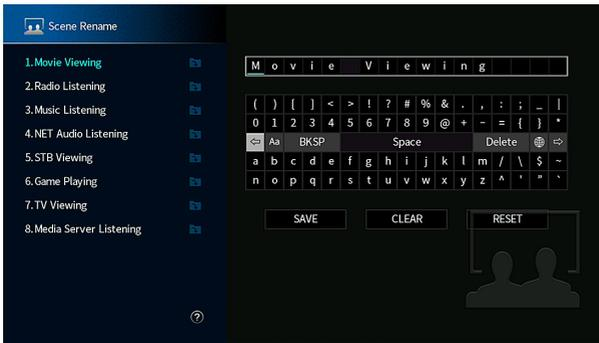 Scene Rename
1.Movie Viewing
2.Radio Listening
3.Music Listening
4.NET Audio Listening
5.STB Viewing
6.Game Playing
7.TV Viewing
8.Media Server Listening
?
Movie Viewing
( ) [ ] < > ! ? # % & . , : ; _ |
0 1 2 3 4 5 6 7 8 9 @ + - = { } *
⇦ Aa BKSP Space Delete ⇨
a b c d e f g h i j k l m / \ $ ~
n o p q r s t u v w x y z ^ ' " `
SAVE CLEAR RESET